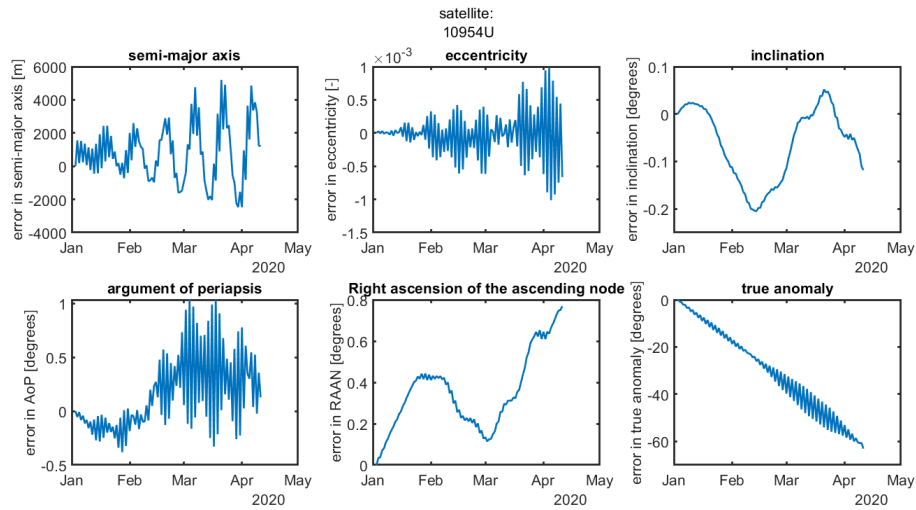 satellite:
10954U
semi-major axis
error in semi-major axis [m]
6000
4000
2000
0
-2000
-4000
Jan Feb Mar Apr May
2020
eccentricity
×10⁻³
error in eccentricity [-]
1
0.5
0
-0.5
-1
-1.5
Jan Feb Mar Apr May
2020
inclination
error in inclination [degrees]
0.1
0
-0.1
-0.2
Jan Feb Mar Apr May
2020
argument of periapsis
error in AoP [degrees]
1
0.5
0
-0.5
Jan Feb Mar Apr May
2020
Right ascension of the ascending node
error in RAAN [degrees]
0.8
0.6
0.4
0.2
0
Jan Feb Mar Apr May
2020
true anomaly
error in true anomaly [degrees]
0
-20
-40
-60
Jan Feb Mar Apr May
2020